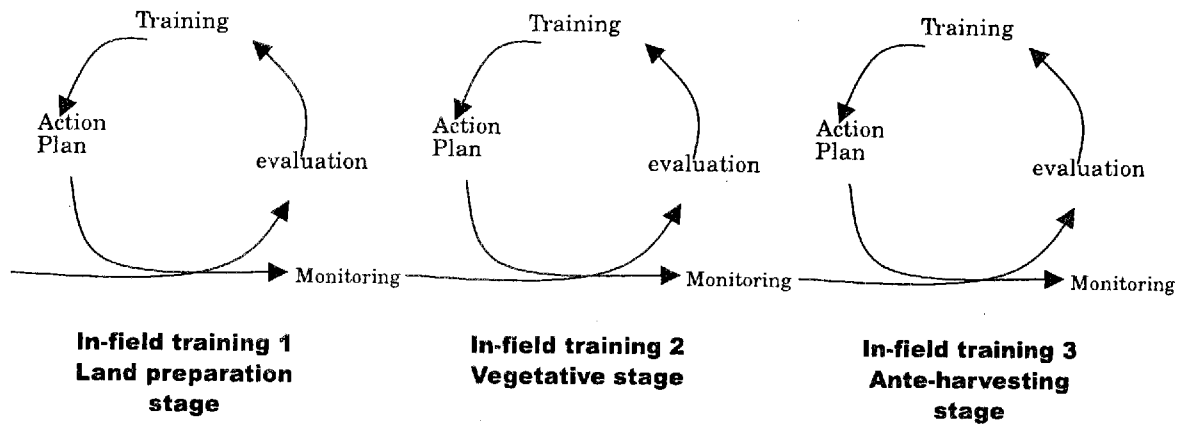 Training
Action
Plan
evaluation
Monitoring
In-field training 1
Land preparation
stage
Training
Action
Plan
evaluation
Monitoring
In-field training 2
Vegetative stage
Training
Action
Plan
evaluation
Monitoring
In-field training 3
Ante-harvesting
stage